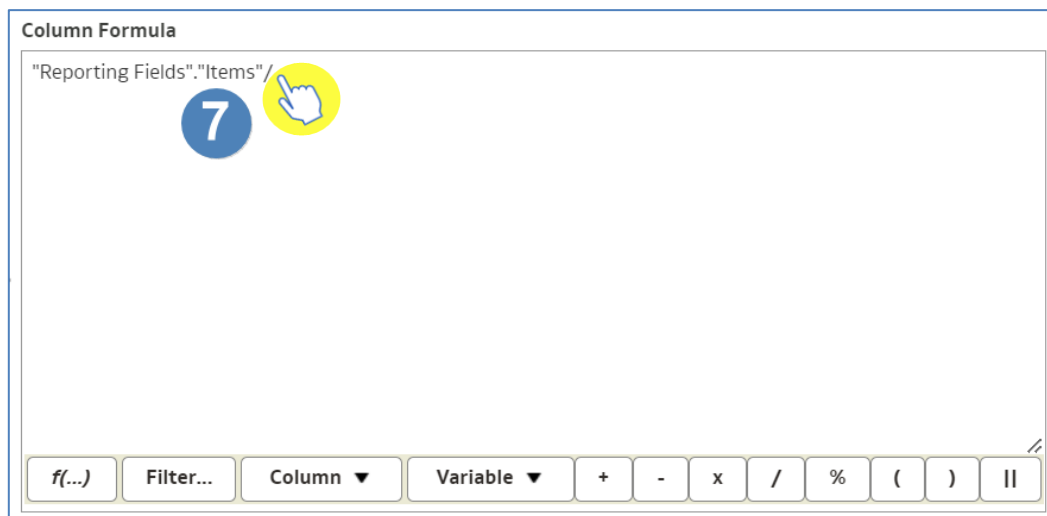 Column Formula
"Reporting Fields"."Items"/
7
f(...) Filter... Column ▼ Variable ▼ + - x / % ( ) ||